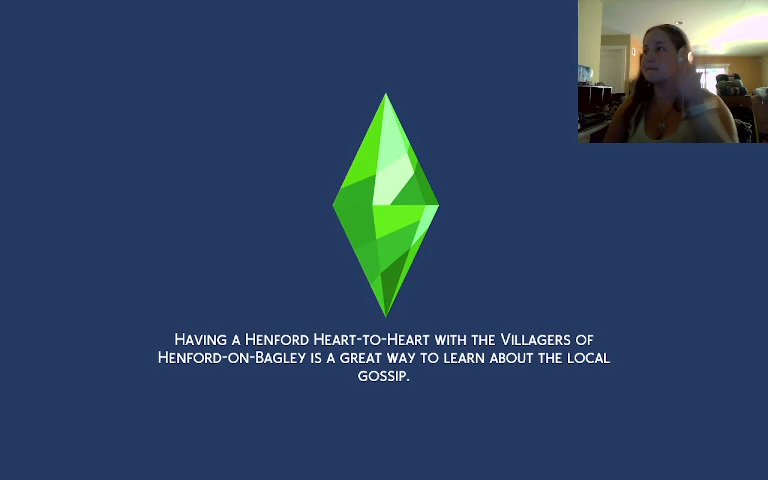 Having a Henford Heart-to-Heart with the Villagers of
Henford-on-Bagley is a great way to learn about the local
gossip.